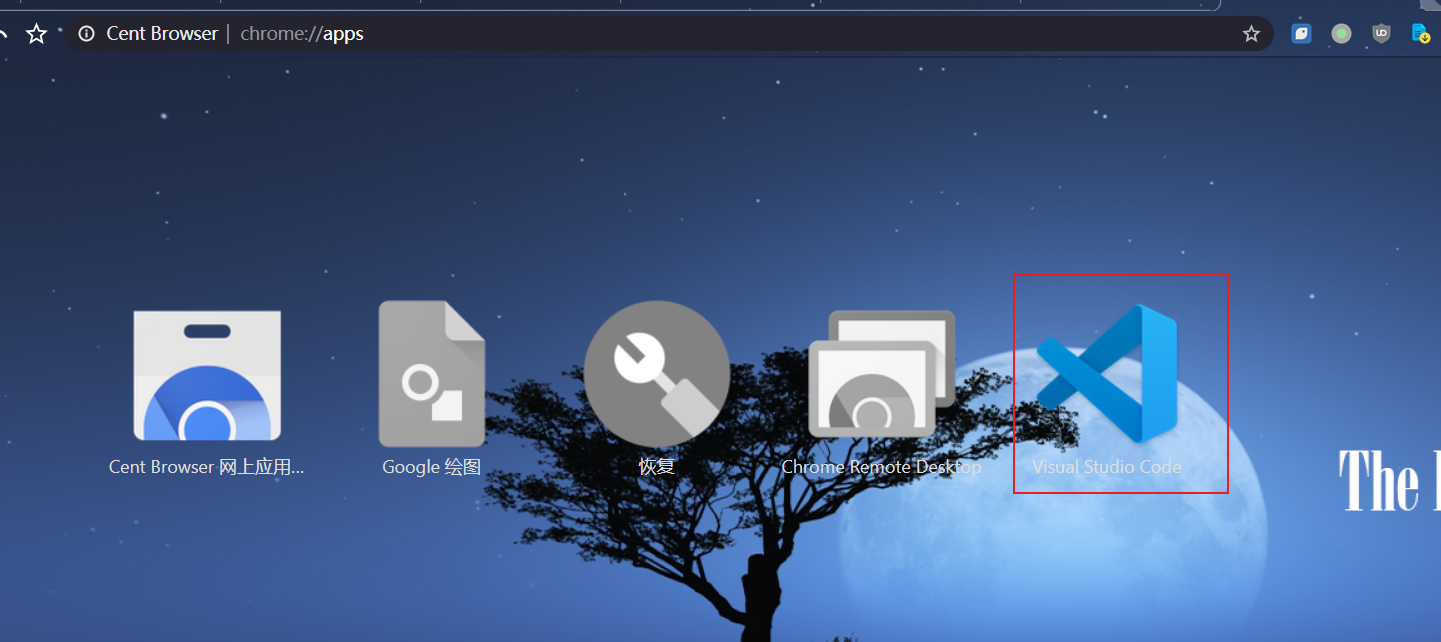 Cent Browser | chrome://apps
Cent Browser 网上应用...
Google 绘图
恢复
Chrome Remote Desktop
Visual Studio Code
The